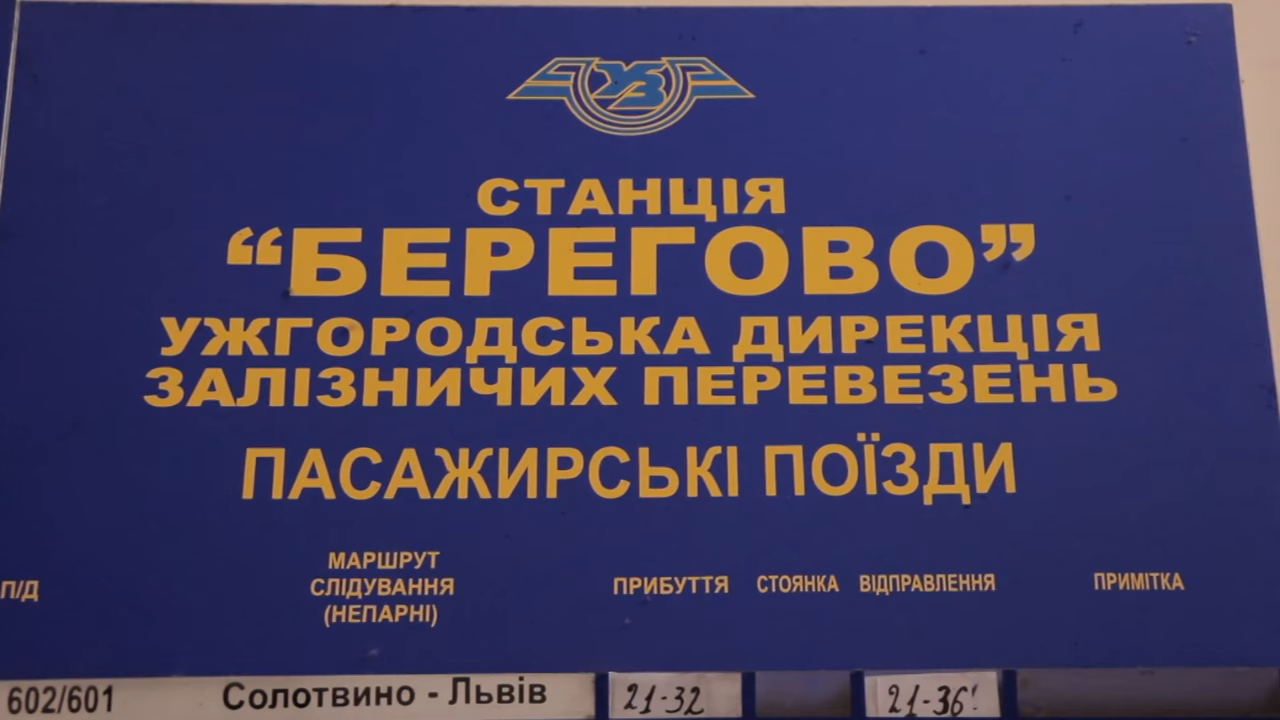 УЗ
СТАНЦІЯ
“БЕРЕГОВО”
УЖГОРОДСЬКА ДИРЕКЦІЯ
ЗАЛІЗНИЧИХ ПЕРЕВЕЗЕНЬ
ПАСАЖИРСЬКІ ПОЇЗДИ
П/Д МАРШРУТ СЛІДУВАННЯ (НЕПАРНІ) ПРИБУТТЯ СТОЯНКА ВІДПРАВЛЕННЯ ПРИМІТКА
602/601 Солотвино - Львів 21-32 21-36